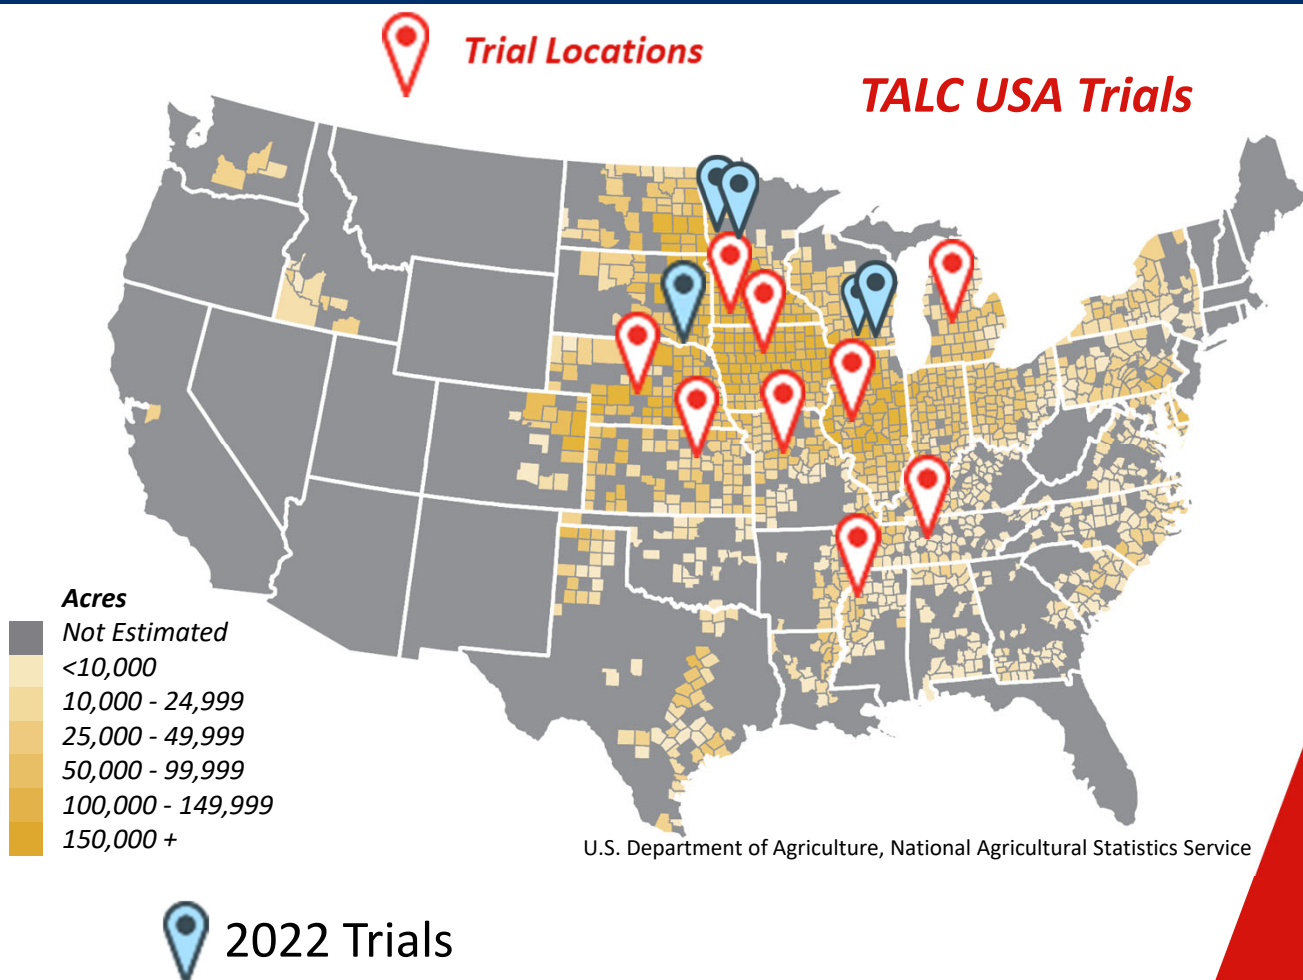 Trial Locations
TALC USA Trials
Acres
Not Estimated
<10,000
10,000 - 24,999
25,000 - 49,999
50,000 - 99,999
100,000 - 149,999
150,000 +
U.S. Department of Agriculture, National Agricultural Statistics Service
2022 Trials